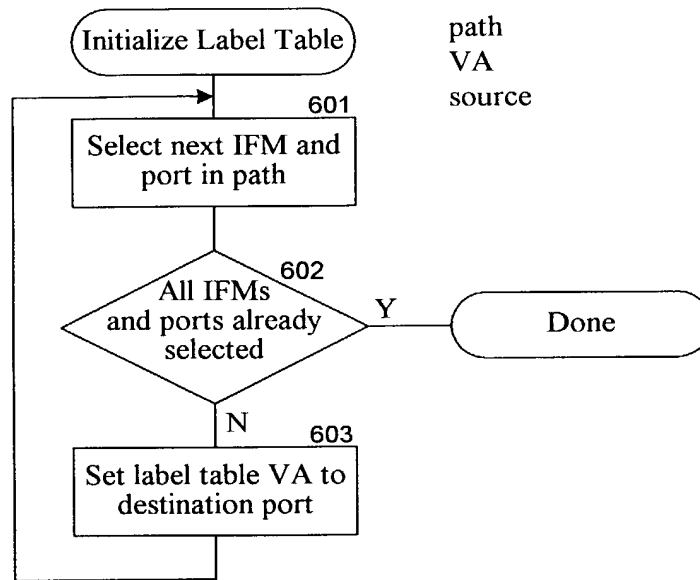 Initialize Label Table
path
VA
source
601
Select next IFM and
port in path
602
All IFMs
and ports already
selected
Y
Done
N
603
Set label table VA to
destination port